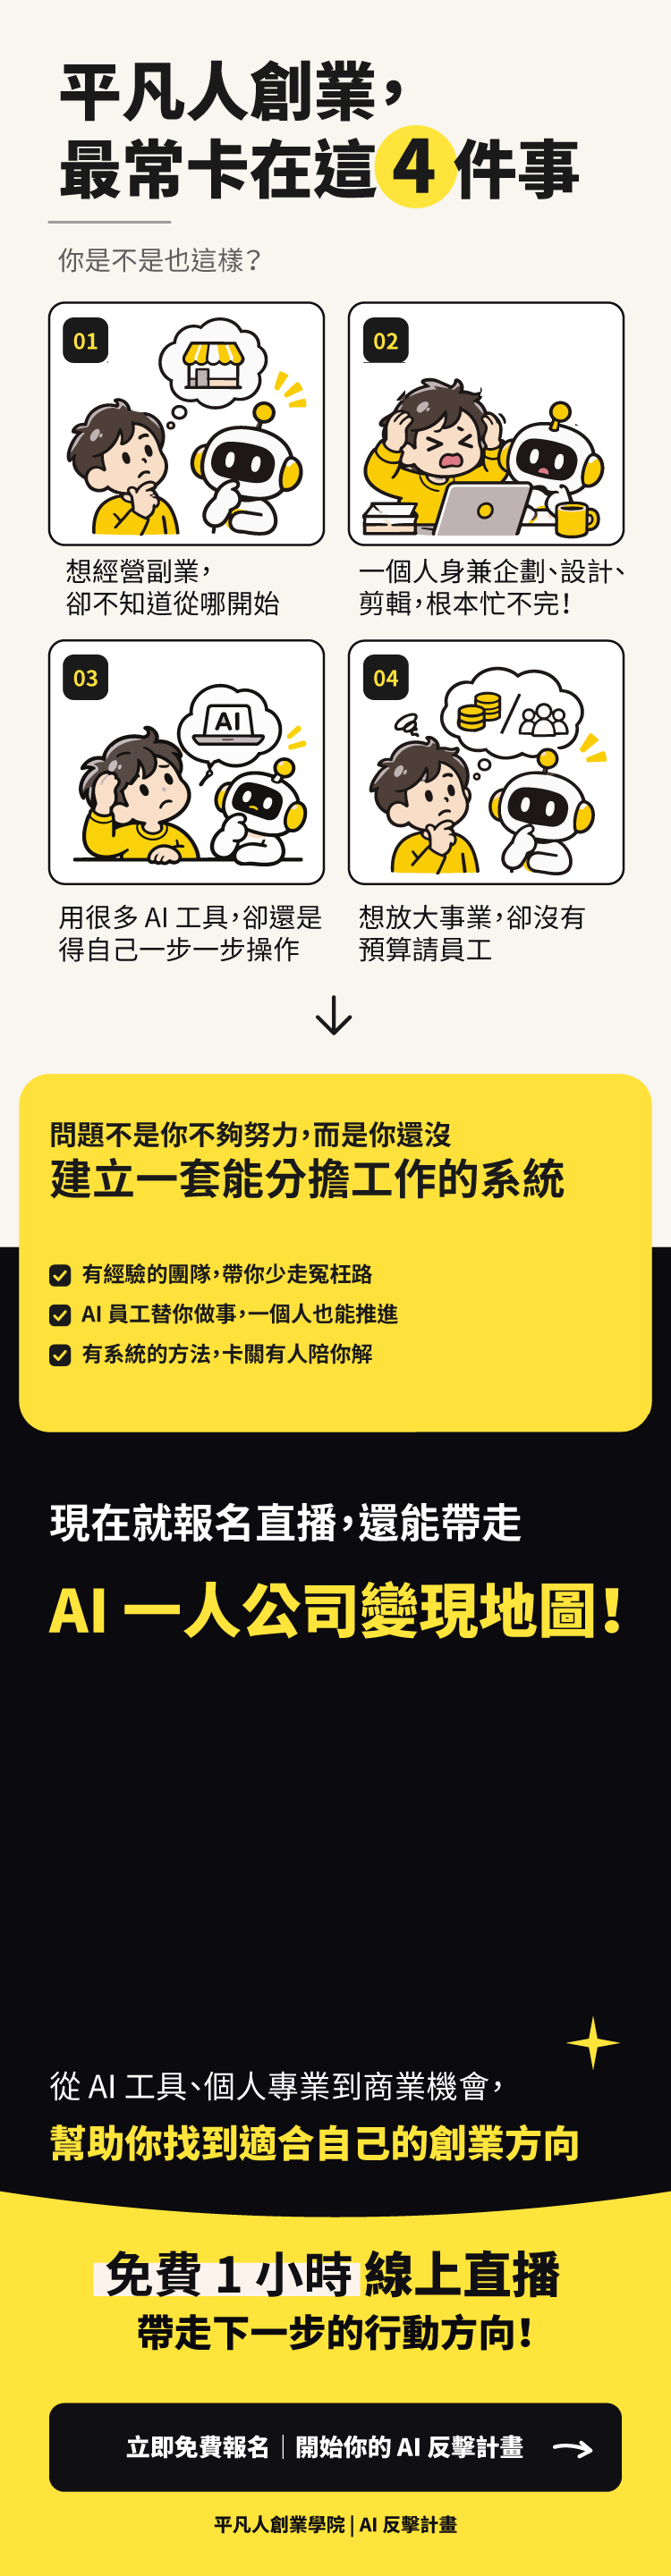 平凡人創業，
最常卡在這4件事
你是不是也這樣？
01
想經營副業，
卻不知道從哪開始
02
一個人身兼企劃、設計、
剪輯，根本忙不完！
03
AI
用很多 AI 工具，卻還是
得自己一步一步操作
04
想放大事業，卻沒有
預算請員工
問題不是你不夠努力，而是你還沒
建立一套能分擔工作的系統
有經驗的團隊，帶你少走冤枉路
AI 員工替你做事，一個人也能推進
有系統的方法，卡關有人陪你解
現在就報名直播，還能帶走
AI 一人公司變現地圖！
從 AI 工具、個人專業到商業機會，
幫助你找到適合自己的創業方向
免費 1 小時 線上直播
帶走下一步的行動方向！
立即免費報名｜開始你的 AI 反擊計畫
平凡人創業學院 | AI 反擊計畫